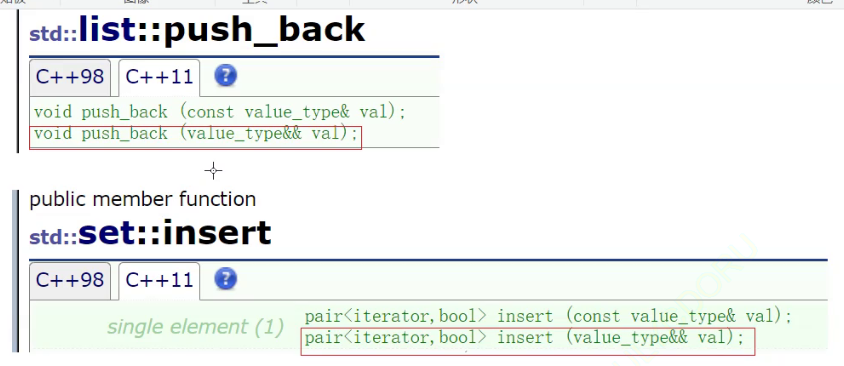 std::list::push_back
C++98 C++11 ?
void push_back (const value_type& val);
void push_back (value_type&& val);
public member function
std::set::insert
C++98 C++11 ?
single element (1) pair<iterator,bool> insert (const value_type& val);
pair<iterator,bool> insert (value_type&& val);